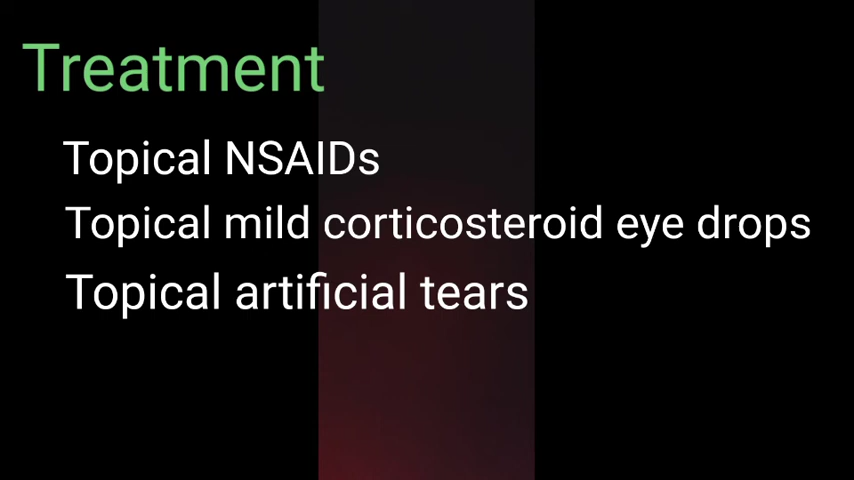 Treatment
Topical NSAIDs
Topical mild corticosteroid eye drops
Topical artificial tears